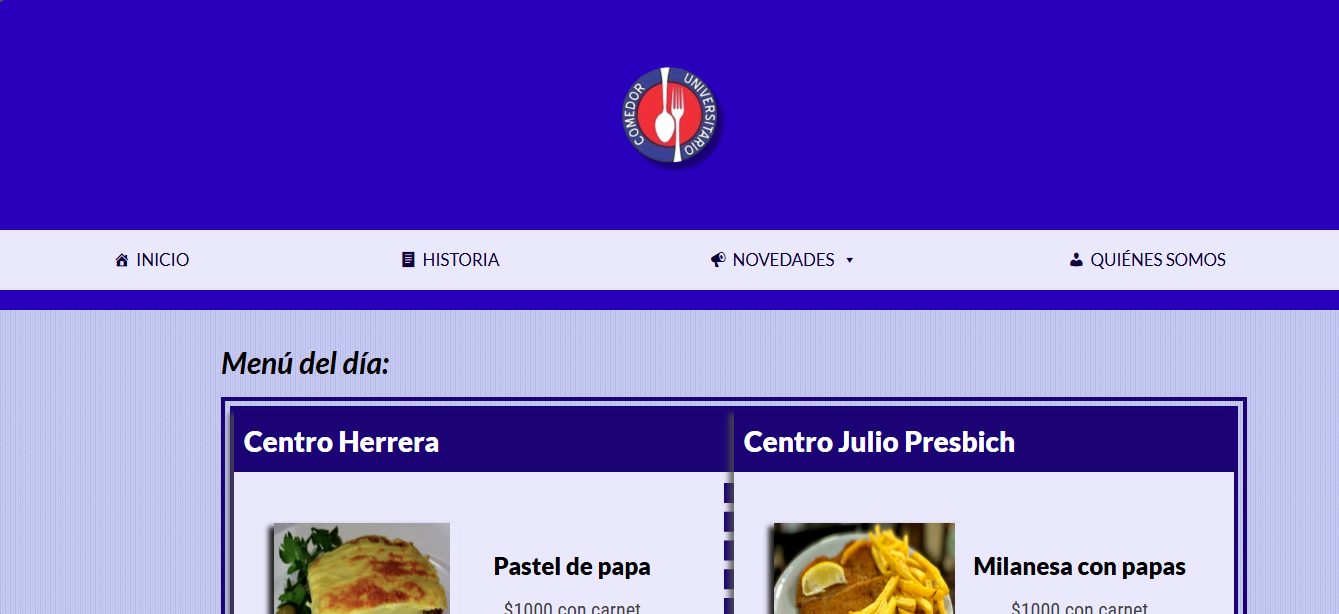 COMEDOR UNIVERSITARIO
INICIO
HISTORIA
NOVEDADES
QUIÉNES SOMOS
Menú del día:
Centro Herrera
Centro Julio Presbich
Pastel de papa
$1000 con carnet
Milanesa con papas
$1000 con carnet